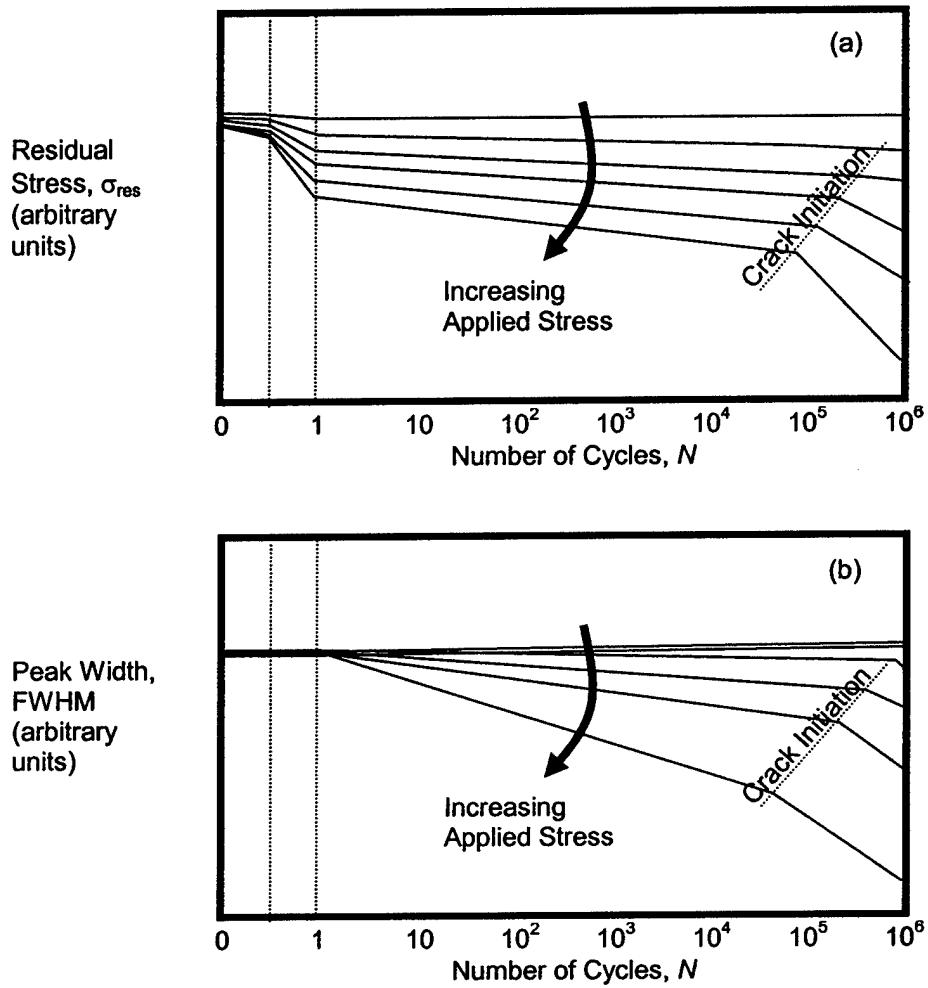 (a)
Residual
Stress, σres
(arbitrary
units)
Crack Initiation
Increasing
Applied Stress
0 1 10 10² 10³ 10⁴ 10⁵ 10⁶
Number of Cycles, N
(b)
Peak Width,
FWHM
(arbitrary
units)
Crack Initiation
Increasing
Applied Stress
0 1 10 10² 10³ 10⁴ 10⁵ 10⁶
Number of Cycles, N